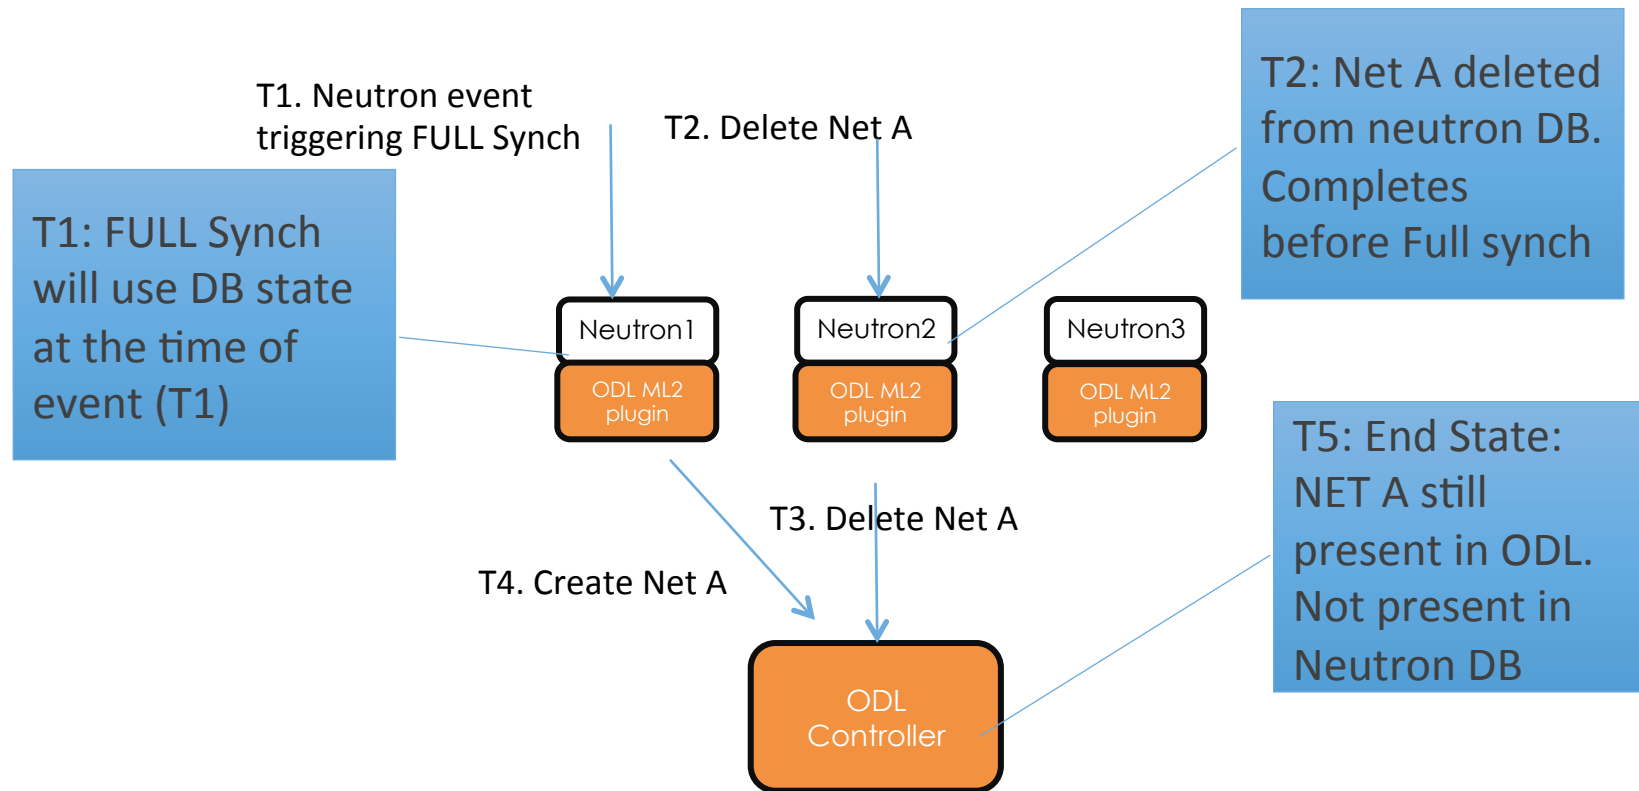 T1. Neutron event
triggering FULL Synch
T2. Delete Net A
T2: Net A deleted
from neutron DB.
Completes
before Full synch
T1: FULL Synch
will use DB state
at the time of
event (T1)
Neutron1
ODL ML2
plugin
Neutron2
ODL ML2
plugin
Neutron3
ODL ML2
plugin
T3. Delete Net A
T4. Create Net A
T5: End State:
NET A still
present in ODL.
Not present in
Neutron DB
ODL
Controller